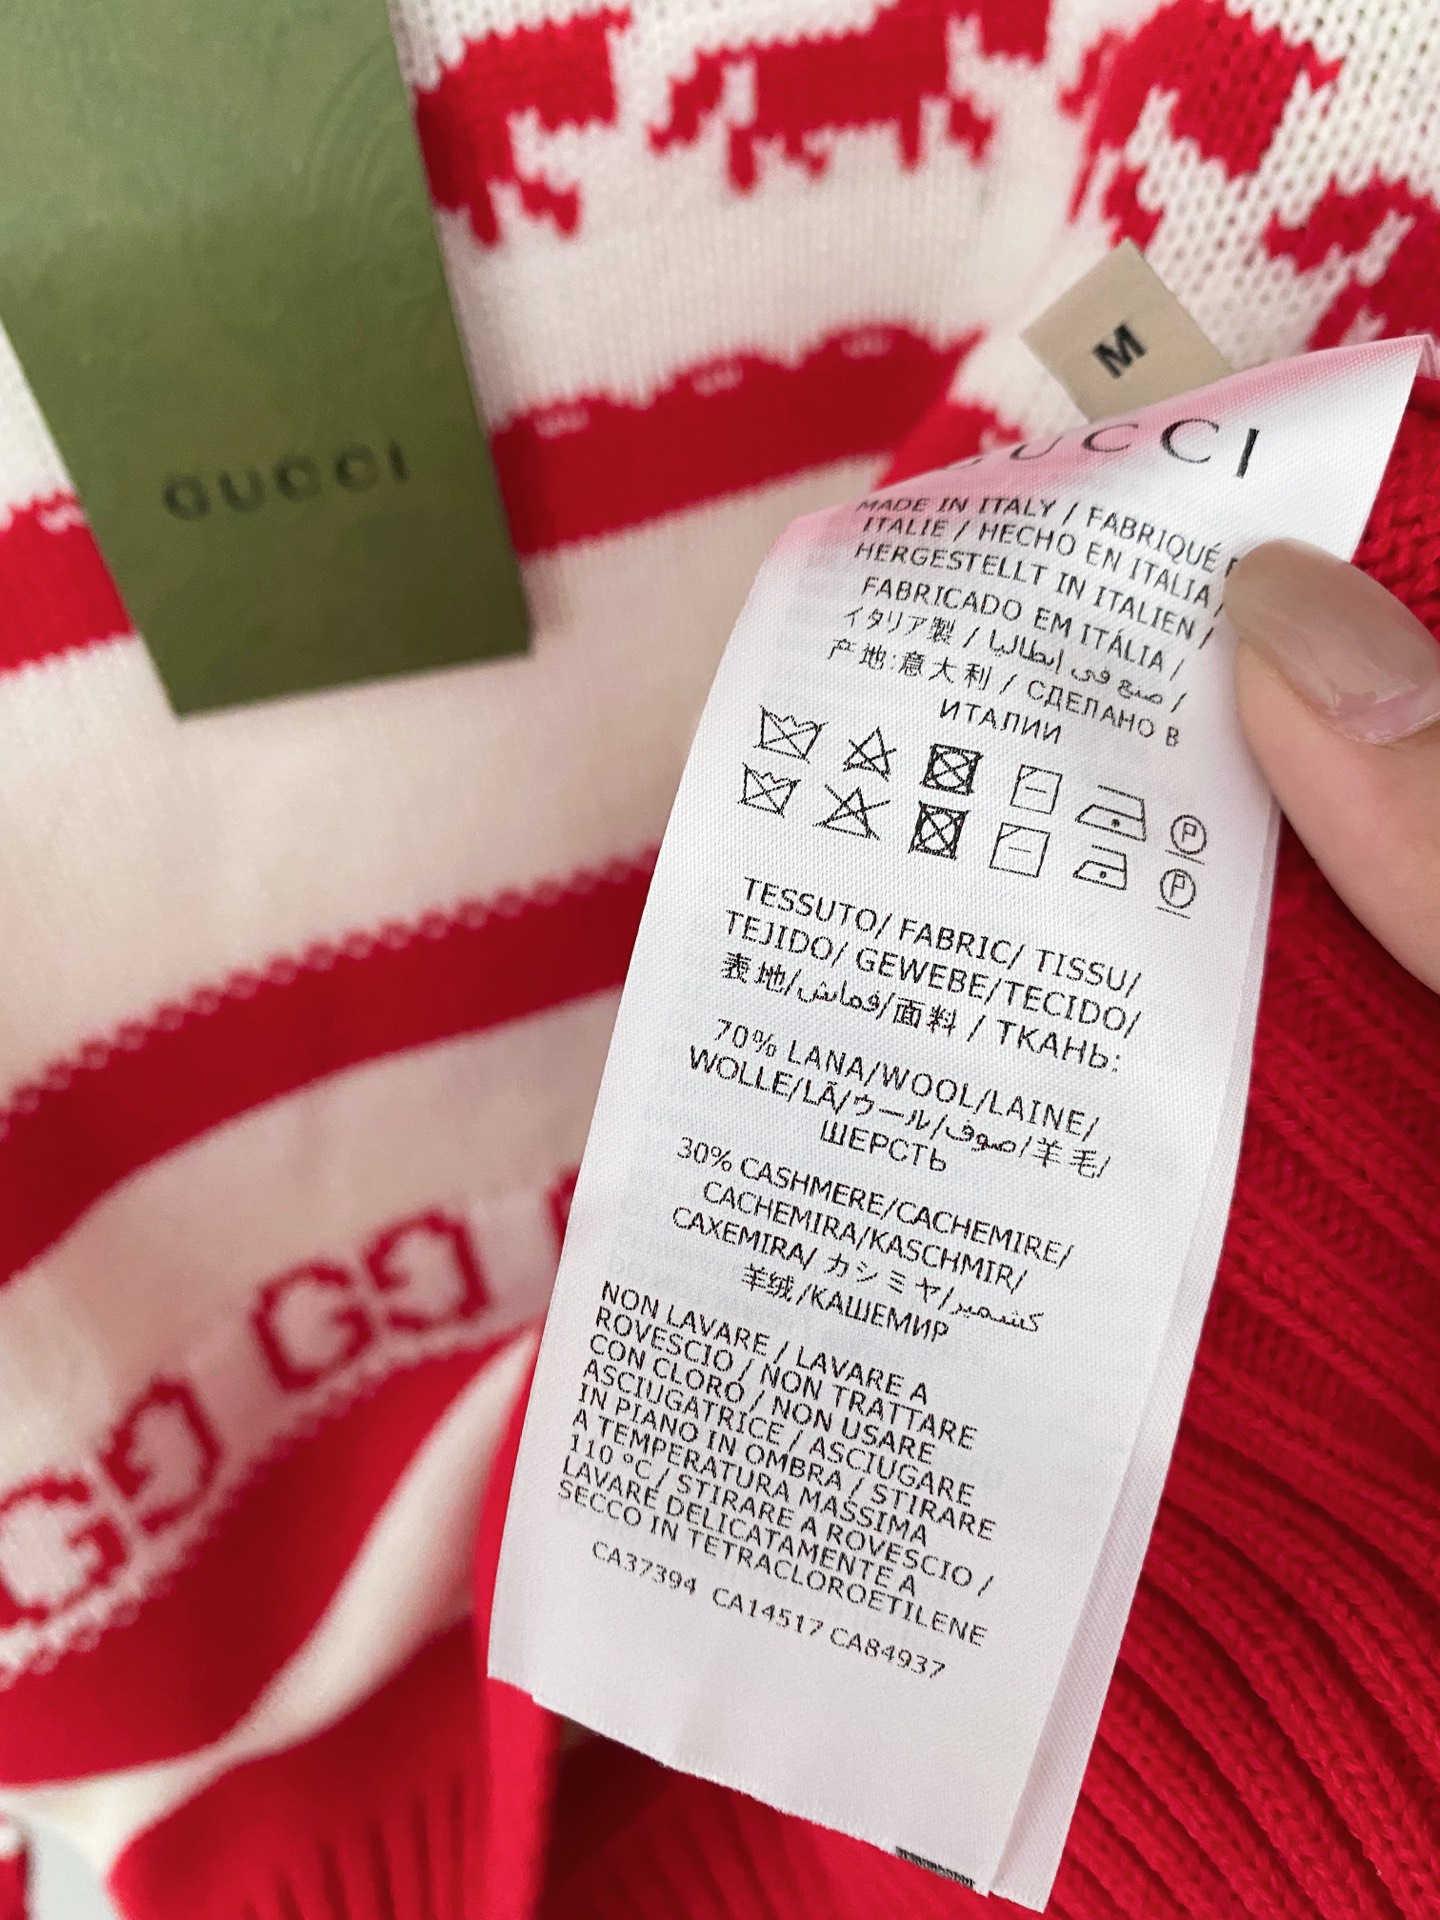 GUCCI
M
GUCCI
MADE IN ITALY / FABRIQUÉ
ITALIE / HECHO EN ITALIA /
HERGESTELLT IN ITALIEN /
FABRICADO EM ITÁLIA /
イタリア製 / صنع في إيطاليا /
产地:意大利 / СДЕЛАНО В
ИТАЛИИ
P
P
TESSUTO/ FABRIC/ TISSU/
TEJIDO/ GEWEBE/TECIDO/
表地/قماش/面料 / ТКАНЬ:
70% LANA/WOOL/LAINE/
WOLLE/LÃ/ウール/صوف/羊毛/
ШЕРСТЬ
30% CASHMERE/CACHEMIRE/
CACHEMIRA/KASCHMIR/
CAXEMIRA/ カシミヤ/كشمير/
羊绒/КАШЕМИР
NON LAVARE / LAVARE A
ROVESCIO / NON TRATTARE
CON CLORO / NON USARE
ASCIUGATRICE / ASCIUGARE
IN PIANO IN OMBRA / STIRARE
A TEMPERATURA MASSIMA
110 °C / STIRARE A ROVESCIO /
LAVARE DELICATAMENTE A
SECCO IN TETRACLOROETILENE
CA37394 CA14517 CA84937